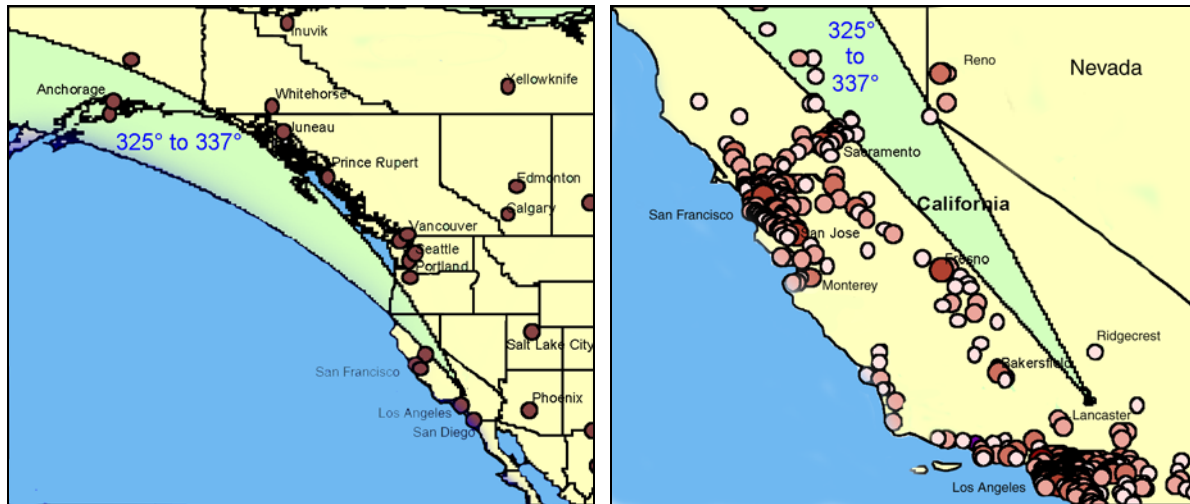 Inuvik
Yellowknife
Anchorage
Whitehorse
325° to 337°
Juneau
Prince Rupert
Edmonton
Calgary
Vancouver
Seattle
Portland
Salt Lake City
San Francisco
Phoenix
Los Angeles
San Diego
325°
to
337°
Reno
Nevada
Sacramento
California
San Francisco
San Jose
Fresno
Monterey
Ridgecrest
Bakersfield
Lancaster
Los Angeles